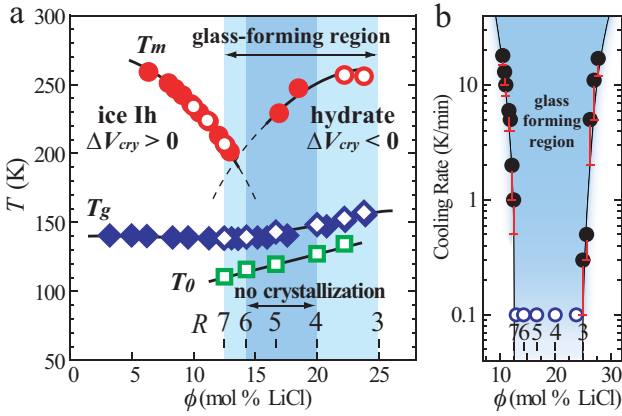 a
glass-forming region
Tm
ice Ih
ΔVcry > 0
hydrate
ΔVcry < 0
Tg
T0
no crystallization
R 7 6 5 4 3
T (K)
300
250
200
150
100
50
0 5 10 15 20 25
ϕ (mol % LiCl)
b
glass
forming
region
Cooling Rate (K/min)
10
1
0.1
7 6 5 4 3
10 20 30
ϕ (mol % LiCl)